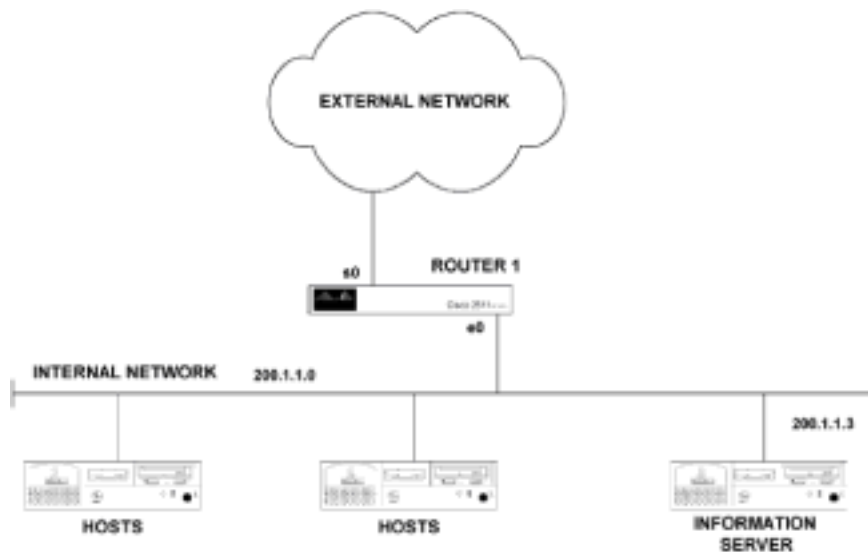 EXTERNAL NETWORK
ROUTER 1
s0
Cisco
e0
INTERNAL NETWORK 200.1.1.0
200.1.1.3
HOSTS
HOSTS
INFORMATION
SERVER